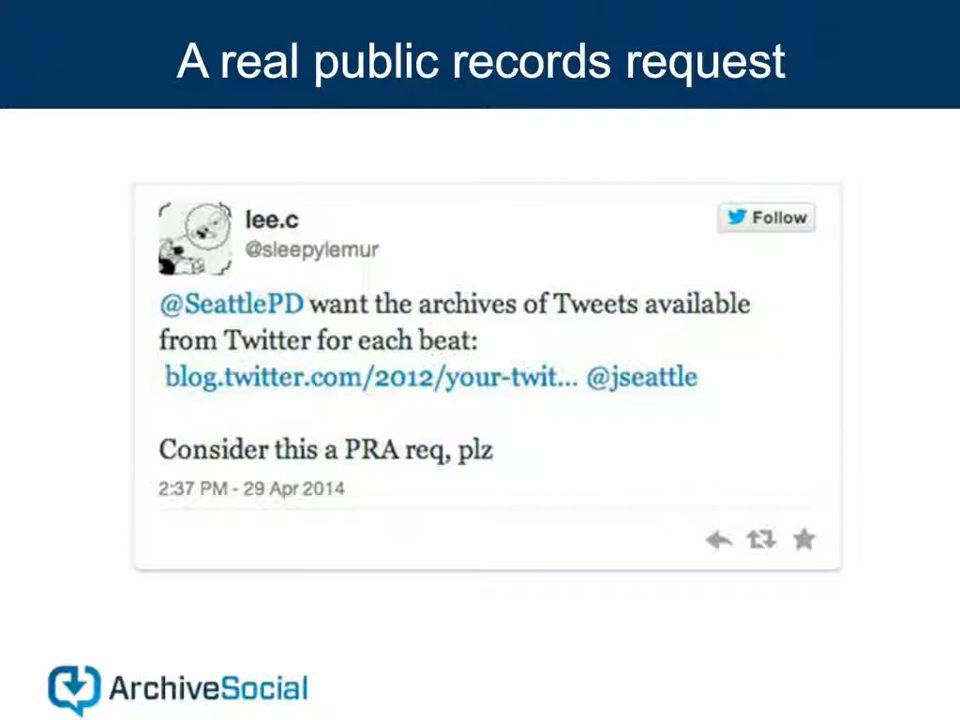 A real public records request
lee.c
Follow
@sleepylemur
@SeattlePD want the archives of Tweets available
from Twitter for each beat:
blog.twitter.com/2012/your-twit... @jseattle
Consider this a PRA req, plz
2:37 PM - 29 Apr 2014
ArchiveSocial